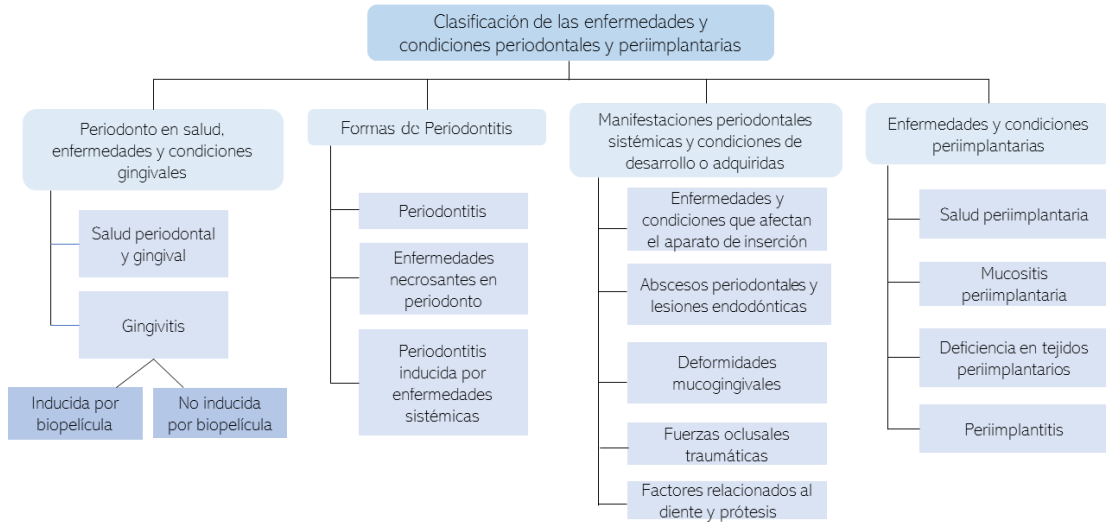 Clasificación de las enfermedades y
condiciones periodontales y periimplantarias
Periodonto en salud,
enfermedades y condiciones
gingivales
Salud periodontal
y gingival
Gingivitis
Inducida por
biopelícula
No inducida
por biopelícula
Formas de Periodontitis
Periodontitis
Enfermedades
necrosantes en
periodonto
Periodontitis
inducida por
enfermedades
sistémicas
Manifestaciones periodontales
sistémicas y condiciones de
desarrollo o adquiridas
Enfermedades y
condiciones que afectan
el aparato de inserción
Abscesos periodontales y
lesiones endodónticas
Deformidades
mucogingivales
Fuerzas oclusales
traumáticas
Factores relacionados al
diente y prótesis
Enfermedades y condiciones
periimplantarias
Salud periimplantaria
Mucositis
periimplantaria
Deficiencia en tejidos
periimplantarios
Periimplantitis